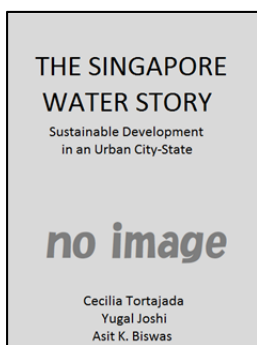 THE SINGAPORE
WATER STORY
Sustainable Development
in an Urban City-State
no image
Cecilia Tortajada
Yugal Joshi
Asit K. Biswas